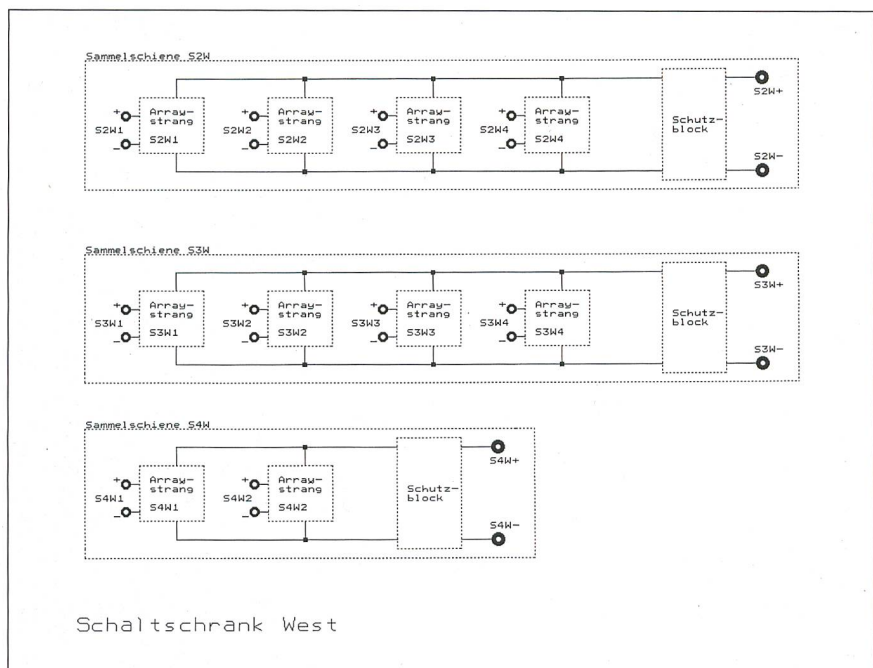 Sammelschiene S2W
+ Array- + Array- + Array- + Array- S2W+
S2W1 strang S2W2 strang S2W3 strang S2W4 strang Schutz-
- S2W1 - S2W2 - S2W3 - S2W4 block
S2W-
Sammelschiene S3W
+ Array- + Array- + Array- + Array- S3W+
S3W1 strang S3W2 strang S3W3 strang S3W4 strang Schutz-
- S3W1 - S3W2 - S3W3 - S3W4 block
S3W-
Sammelschiene S4W
+ Array- + Array- S4W+
S4W1 strang S4W2 strang Schutz-
- S4W1 - S4W2 block
S4W-
Schaltschrank West